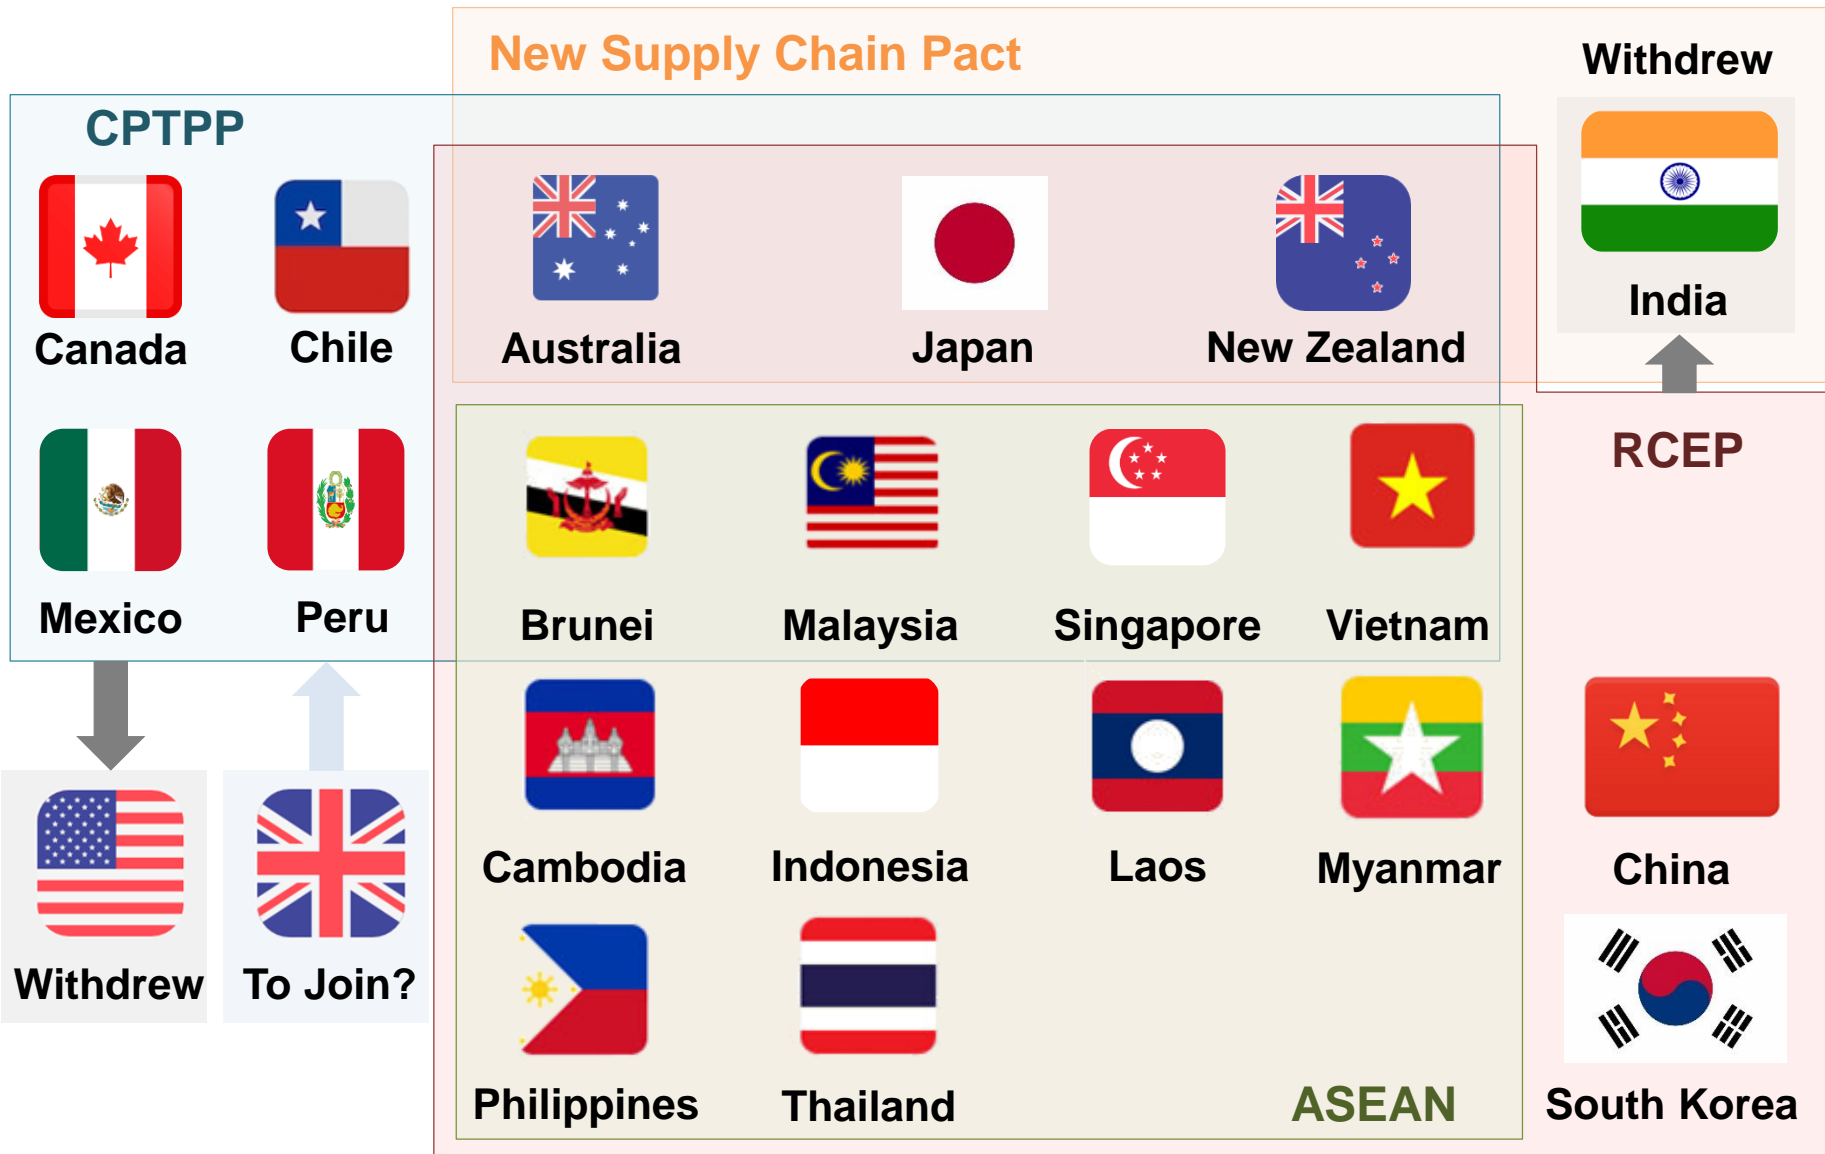 New Supply Chain Pact
Withdrew
CPTPP
India
Canada
Chile
Australia
Japan
New Zealand
RCEP
Mexico
Peru
Brunei
Malaysia
Singapore
Vietnam
Cambodia
Indonesia
Laos
Myanmar
China
Withdrew
To Join?
Philippines
Thailand
ASEAN
South Korea